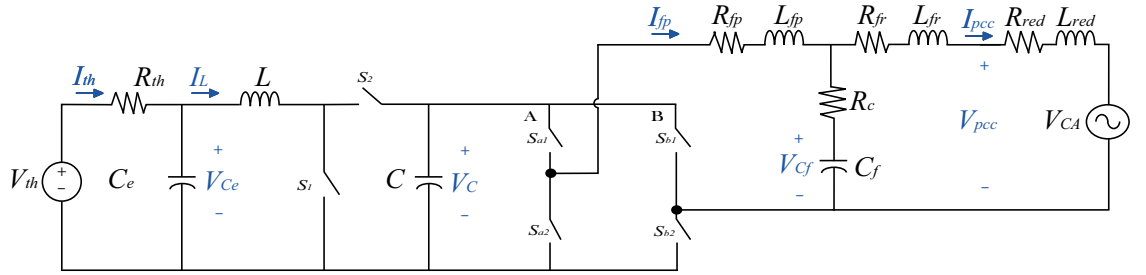 I_fp R_fp L_fp R_fr L_fr I_pcc R_red L_red
I_th R_th I_L L S_2
A B
S_a1 S_b1
R_c
+ V_pcc V_CA
V_th + − C_e + V_Ce − S_1 C + V_C − + V_Cf − C_f −
S_a2 S_b2